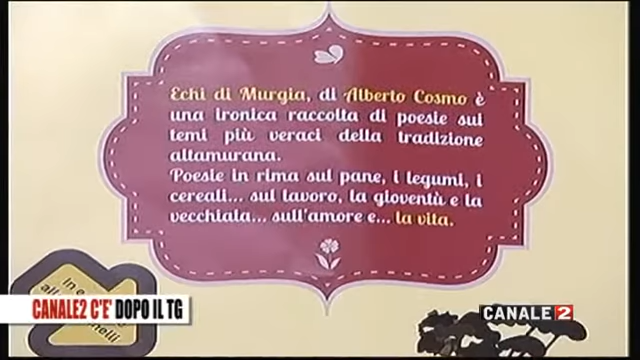 Echi di Murgia, di Alberto Cosmo è
una ironica raccolta di poesie sui
temi più veraci della tradizione
altamurana.
Poesie in rima sul pane, i legumi, i
cereali... sul lavoro, la gioventù e la
vecchiaia... sull'amore e... la vita.
CANALE2 C'E' DOPO IL TG
CANALE 2